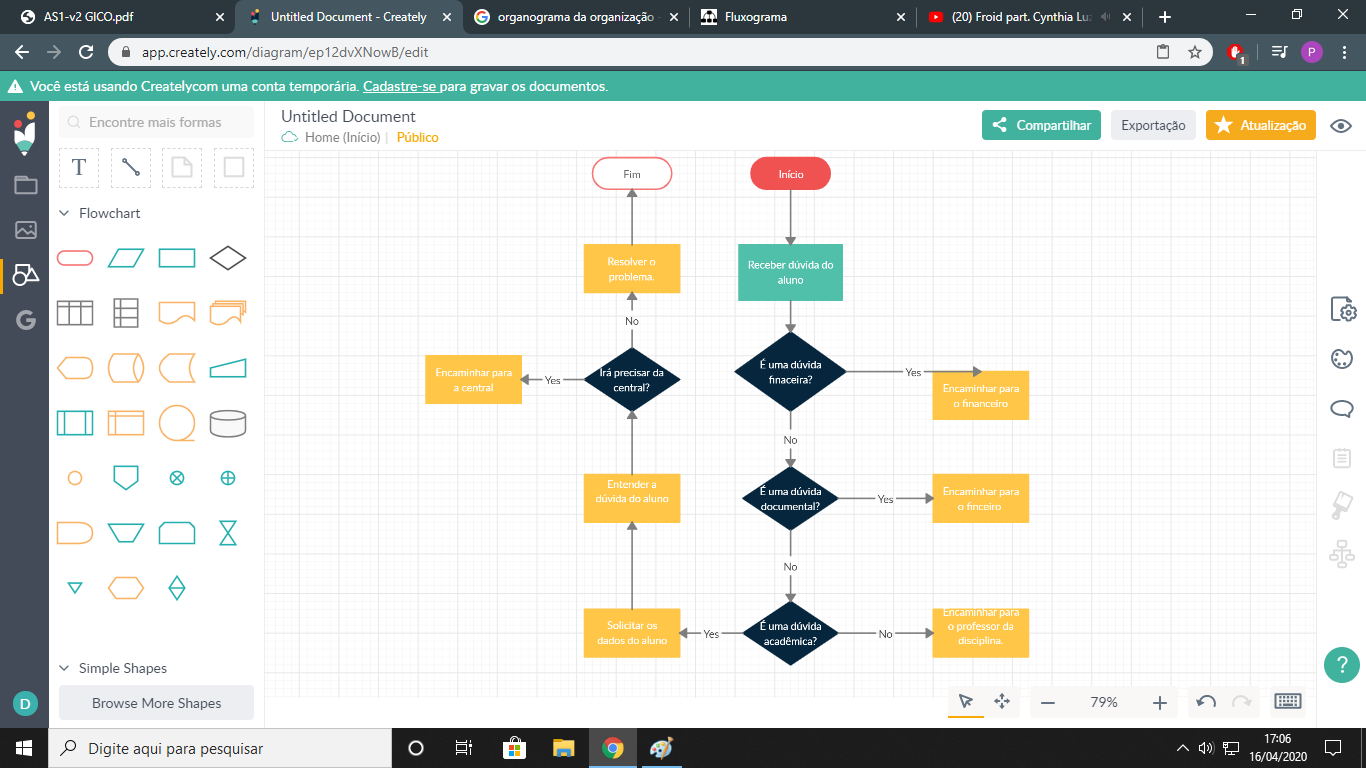 AS1-v2 GICO.pdf
Untitled Document - Creately
organograma da organização
Fluxograma
(20) Froid part. Cynthia Lu
app.creately.com/diagram/ep12dvXNowB/edit
1
P
Você está usando Createlycom uma conta temporária. Cadastre-se para gravar os documentos.
Encontre mais formas
Untitled Document
Home (Início) | Público
Compartilhar
Exportação
Atualização
T
Flowchart
Simple Shapes
Browse More Shapes
D
Fim
Início
Resolver o
problema.
Receber dúvida do
aluno
No
É uma dúvida
finaceira?
Yes
Encaminhar para
o financeiro
Irá precisar da
central?
Yes
Encaminhar para
a central
No
Entender a
dúvida do aluno
É uma dúvida
documental?
Yes
Encaminhar para
o finceiro
No
Solicitar os
dados do aluno
Yes
É uma dúvida
acadêmica?
No
Encaminhar para
o professor da
disciplina.
79%
?
Digite aqui para pesquisar
17:06
16/04/2020